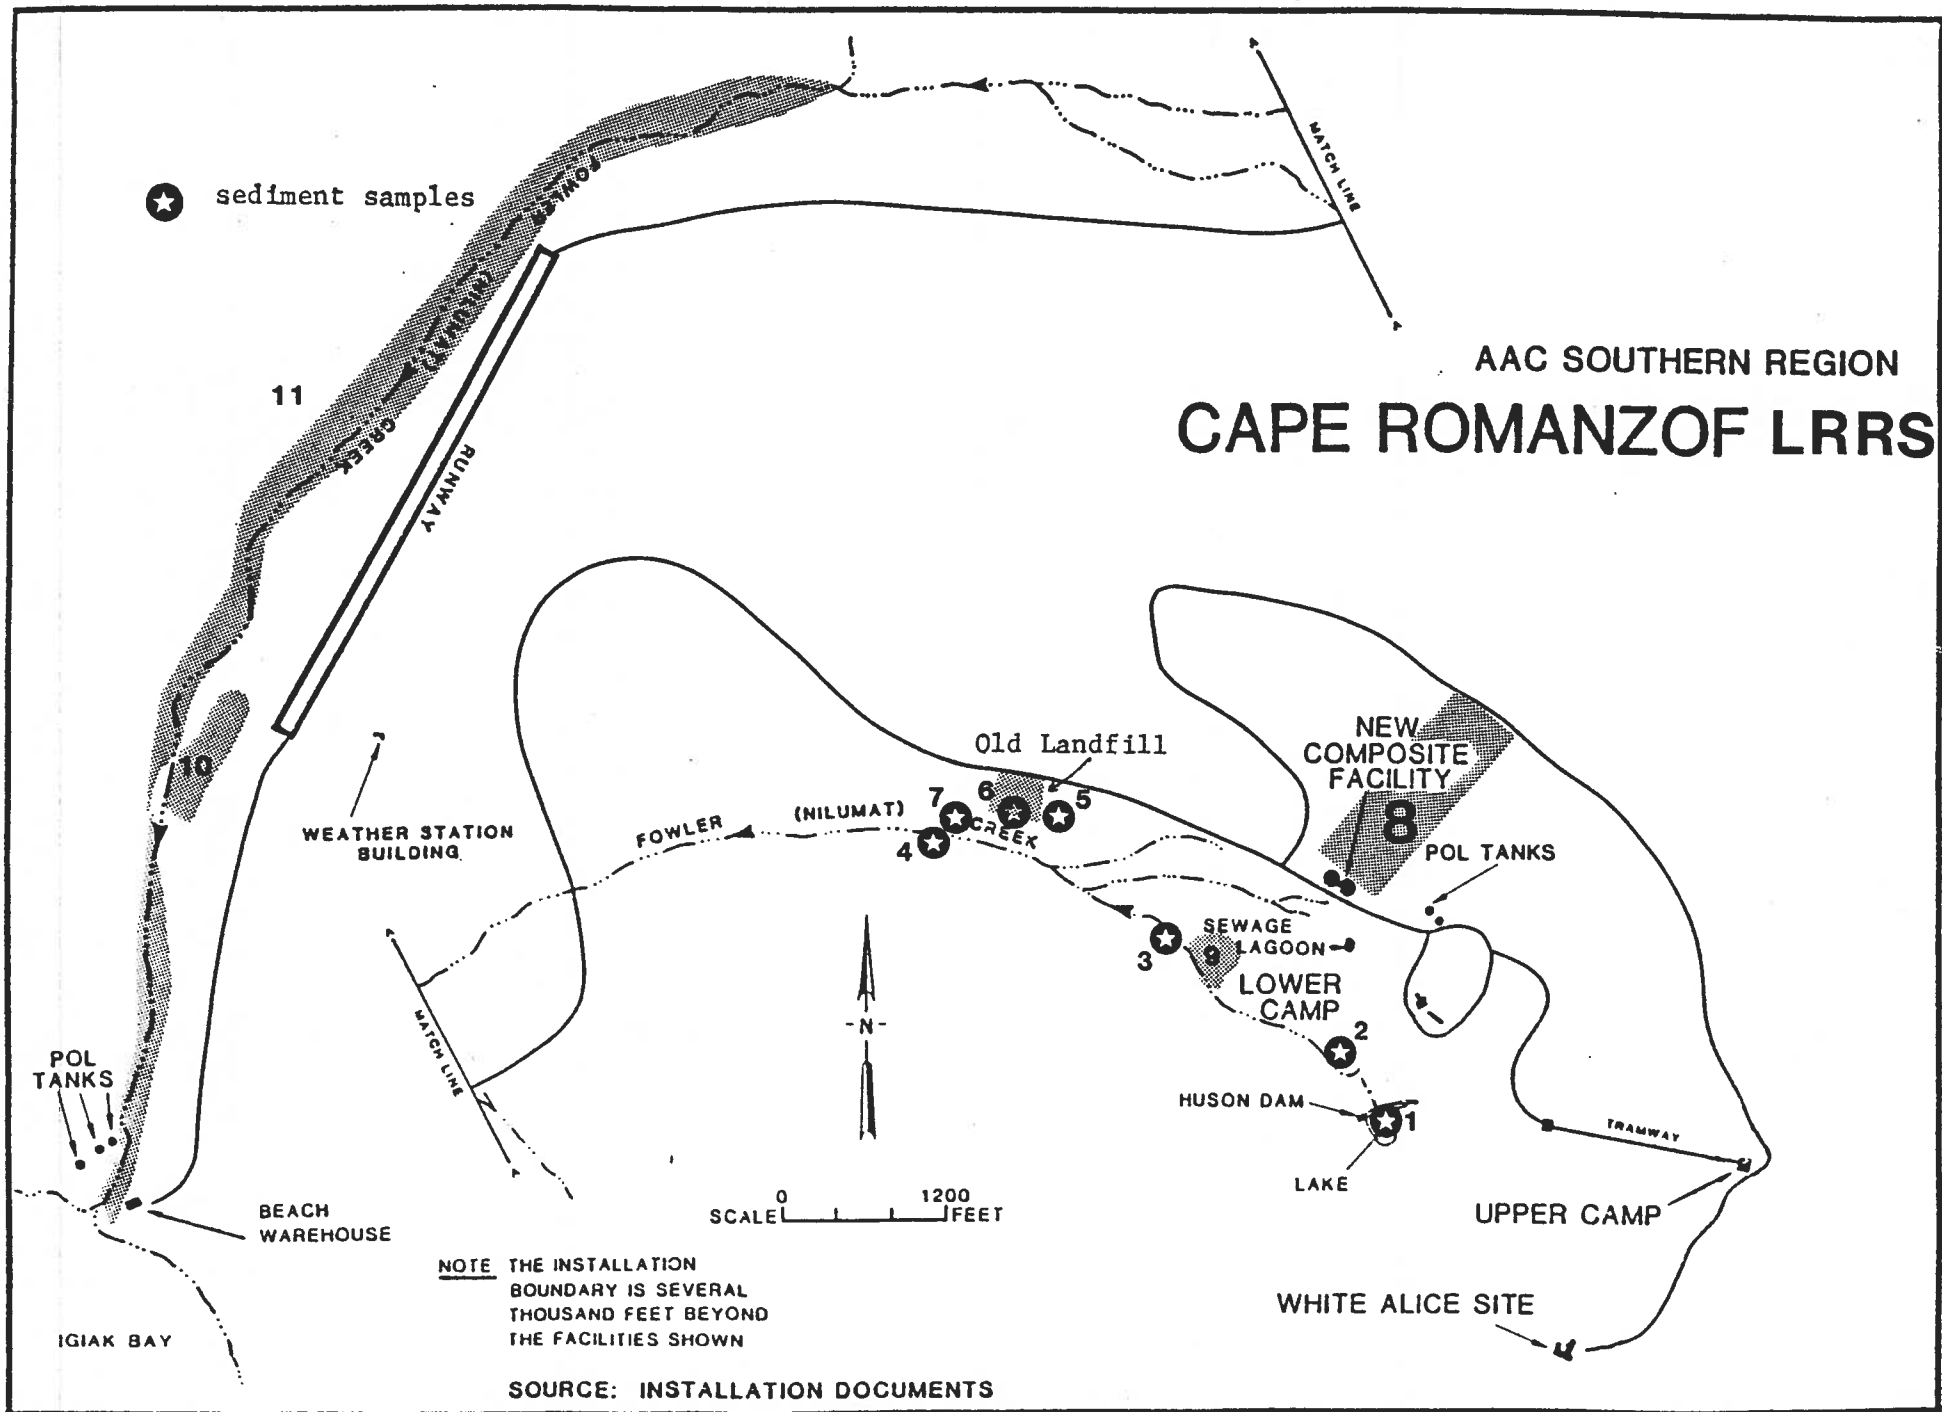 sediment samples
MATCH LINE
FOWLER
(NILUMAT)
CREEK
11
RUNWAY
AAC SOUTHERN REGION
CAPE ROMANZOF LRRS
10
WEATHER STATION
BUILDING
Old Landfill
7
6
5
4
FOWLER
(NILUMAT)
CREEK
NEW
COMPOSITE
FACILITY
8
POL TANKS
SEWAGE
LAGOON
3
9
LOWER
CAMP
2
HUSON DAM
1
LAKE
TRAMWAY
UPPER CAMP
WHITE ALICE SITE
MATCH LINE
-N-
POL
TANKS
BEACH
WAREHOUSE
0 1200
SCALE FEET
NOTE THE INSTALLATION
BOUNDARY IS SEVERAL
THOUSAND FEET BEYOND
THE FACILITIES SHOWN
IGIAK BAY
SOURCE: INSTALLATION DOCUMENTS